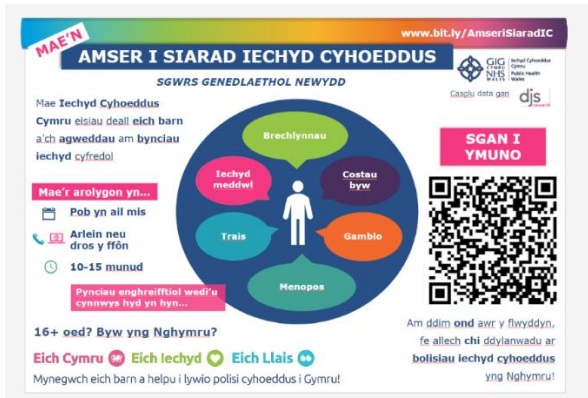 www.bit.ly/AmseriSiaradIC
MAE'N
AMSER I SIARAD IECHYD CYHOEDDUS
SGWRS GENEDLAETHOL NEWYDD
GIG
CYMRU
NHS
WALES
Iechyd Cyhoeddus
Cymru
Public Health
Wales
Casglu data gan
djs
research
Mae Iechyd Cyhoeddus
Cymru eisiau deall eich barn
a'ch agweddau am bynciau
iechyd cyfredol
Mae'r arolygon yn...
Pob yn ail mis
Arlein neu
dros y ffôn
10-15 munud
Pynciau enghreifftiol wedi'u
cynnwys hyd yn hyn...
Brechlynnau
Iechyd
meddwl
Costau
byw
Trais
Gamblo
Menopos
SGAN I
YMUNO
16+ oed? Byw yng Nghymru?
Eich Cymru Eich Iechyd Eich Llais
Mynegwch eich barn a helpu i lywio polisi cyhoeddus i Gymru!
Am ddim ond awr y flwyddyn,
fe allech chi ddylanwadu ar
bolisiau iechyd cyhoeddus
yng Nghymru!